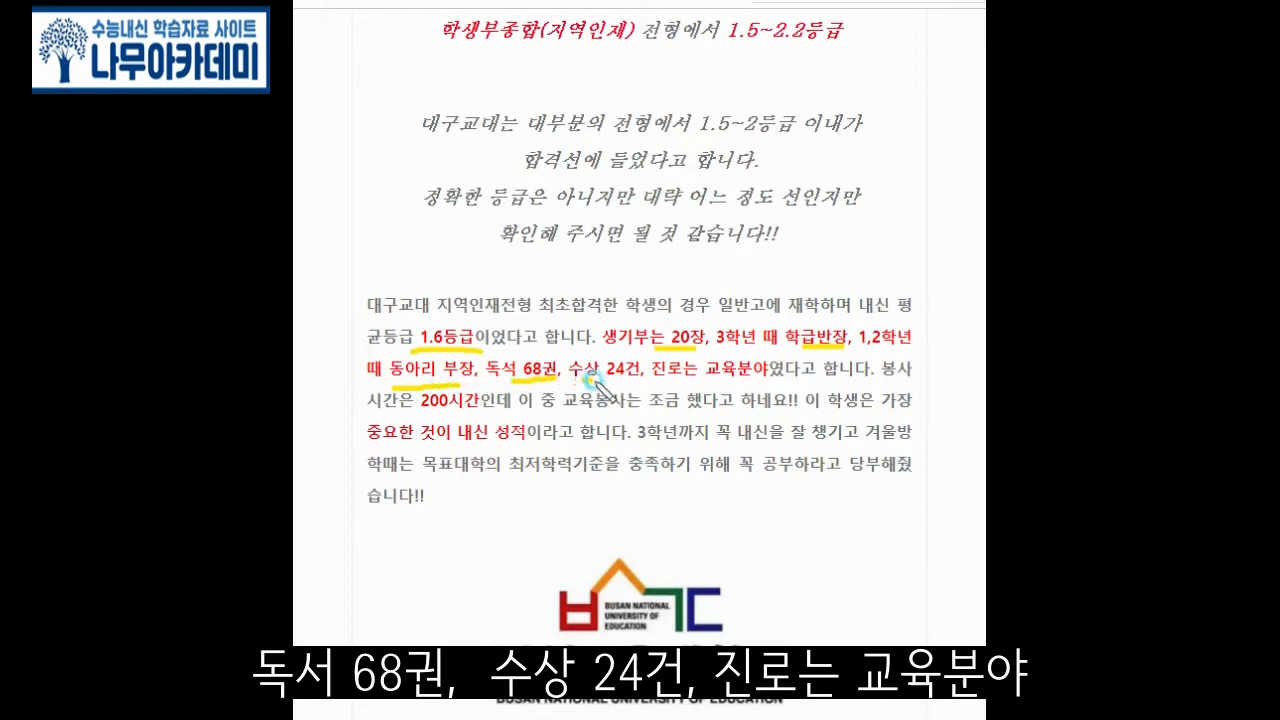 수능내신 학습자료 사이트
나무아카데미
학생부종합(지역인재) 전형에서 1.5~2.2등급
대구교대는 대부분의 전형에서 1.5~2등급 이내가
합격선에 들었다고 합니다.
정확한 등급은 아니지만 대략 어느 정도 선인지만
확인해 주시면 될 것 같습니다!!
대구교대 지역인재전형 최초합격한 학생의 경우 일반고에 재학하며 내신 평
균등급 1.6등급이었다고 합니다. 생기부는 20장, 3학년 때 학급반장, 1,2학년
때 동아리 부장, 독석 68권, 수상 24건, 진로는 교육분야였다고 합니다. 봉사
시간은 200시간인데 이 중 교육봉사는 조금 했다고 하네요!! 이 학생은 가장
중요한 것이 내신 성적이라고 합니다. 3학년까지 꼭 내신을 잘 챙기고 겨울방
학때는 목표대학의 최저학력기준을 충족하기 위해 꼭 공부하라고 당부해줬
습니다!!
BUSAN NATIONAL
UNIVERSITY OF
EDUCATION
독서 68권, 수상 24건, 진로는 교육분야
BUSAN NATIONAL UNIVERSITY OF EDUCATION